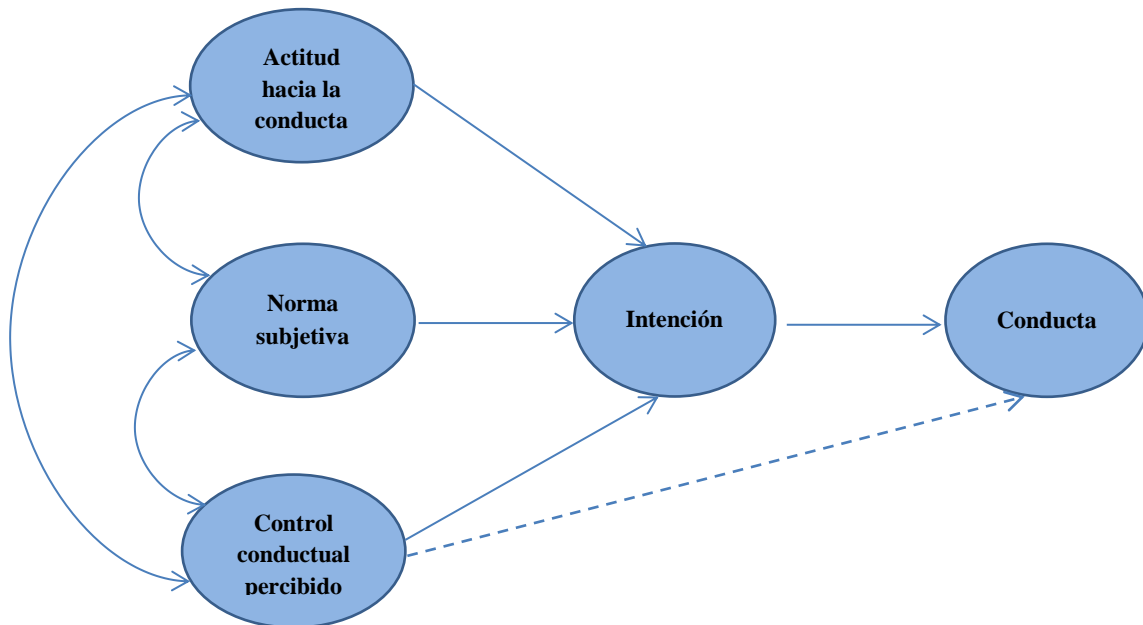 Actitud
hacia la
conducta
Norma
subjetiva
Intención
Conducta
Control
conductual
percibido